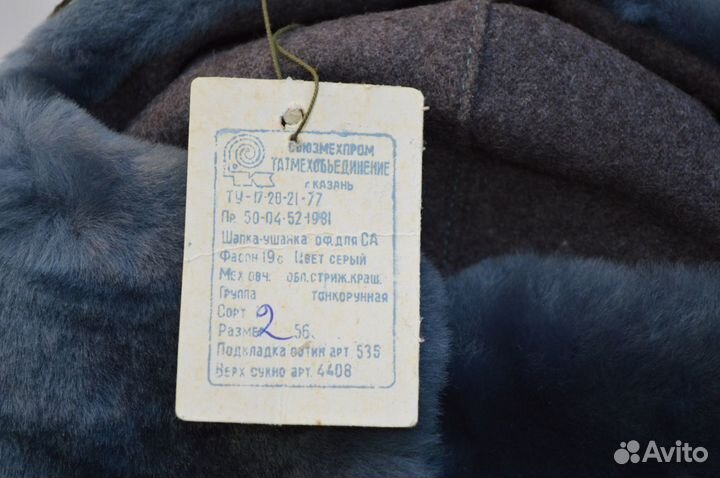 СОЮЗМЕХПРОМ
ТАТМЕХОБЪЕДИНЕНИЕ
г. КАЗАНЬ
ТУ-17-20-21-77
Пр. 50-04-52-1981
Шапка-ушанка оф. для СА
Фасон 19с Цвет серый
Мех овч. обл. стриж. краш.
Группа тонкорунная
Сорт 2
Размер 56.
Подкладка сатин арт. 535
Верх сукно арт. 4408
Avito